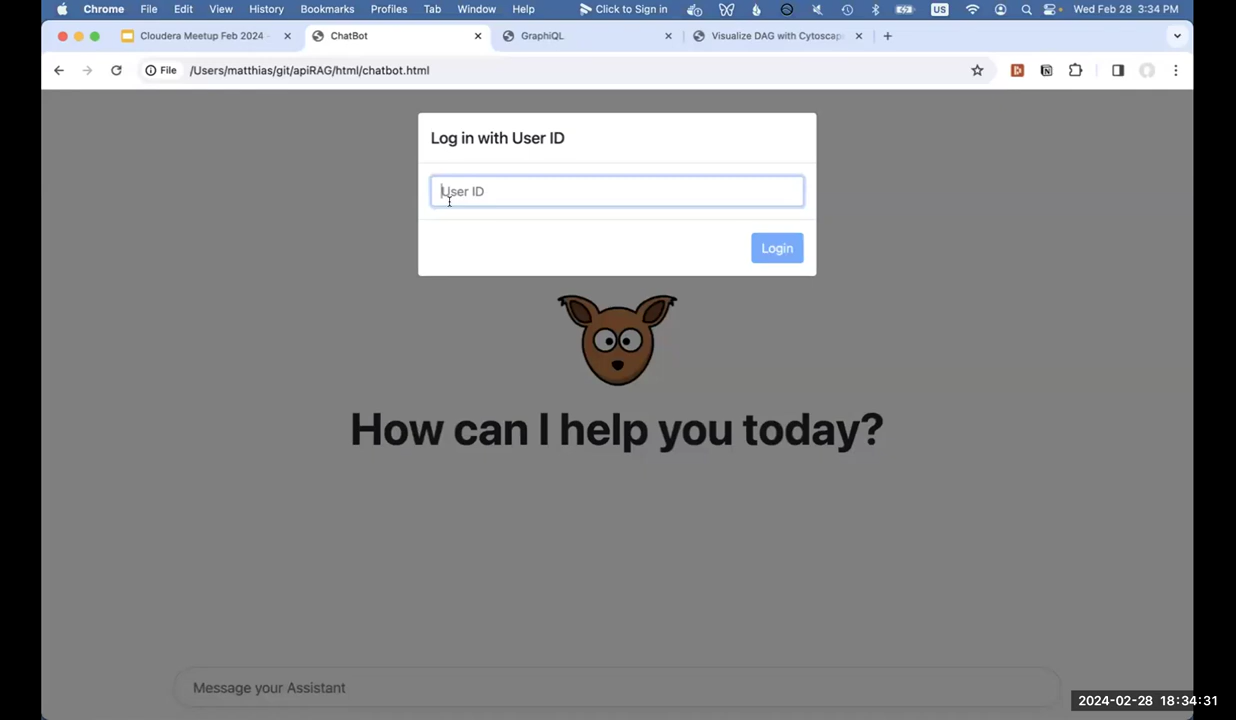 Chrome File Edit View History Bookmarks Profiles Tab Window Help Click to Sign in US Wed Feb 28 3:34 PM
Cloudera Meetup Feb 2024 - ChatBot GraphiQL Visualize DAG with Cytoscape
File /Users/matthias/git/apiRAG/html/chatbot.html
Log in with User ID
User ID
Login
How can I help you today?
Message your Assistant
2024-02-28 18:34:31